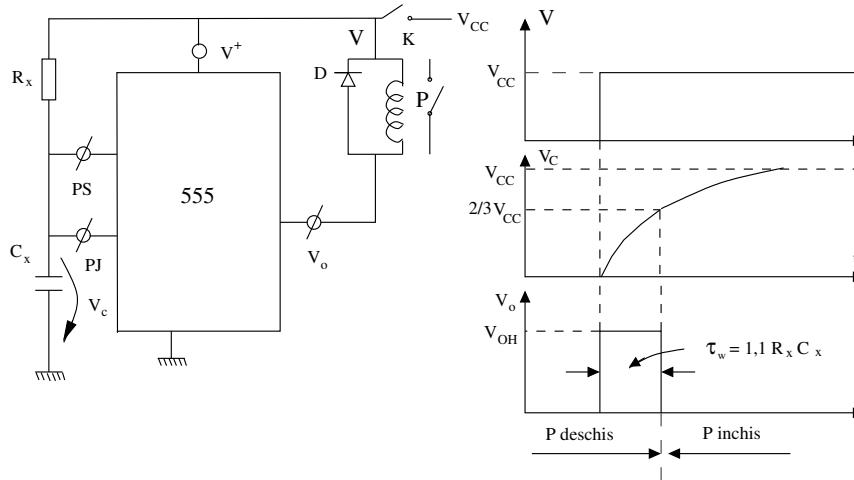 V
K
V_CC
V⁺
R_x
D
P
PS
555
C_x
PJ
V_o
V_c
V
V_CC
V_C
V_CC
2/3V_CC
V_o
V_OH
τ_w = 1,1 R_x C_x
P deschis
P inchis